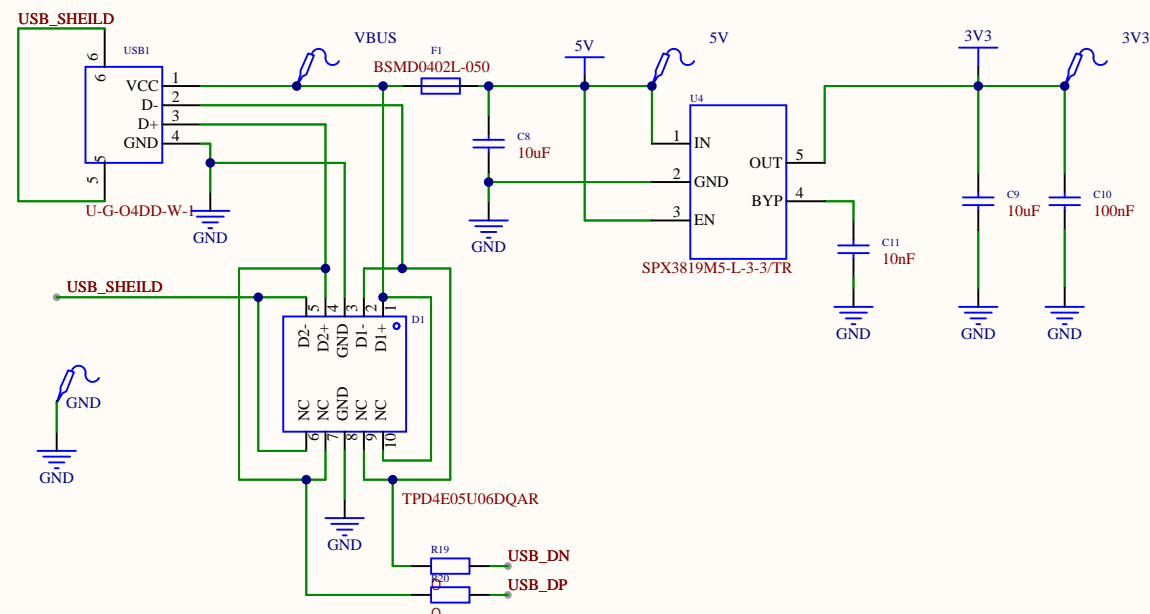 USB_SHEILD
USB1
6
6
VCC 1
D- 2
D+ 3
GND 4
5
5
U-G-O4DD-W-1
GND
VBUS
F1
BSMD0402L-050
5V
5V
C8
10uF
GND
U4
1 IN
2 GND
3 EN
OUT 5
BYP 4
SPX3819M5-L-3-3/TR
C11
10nF
GND
3V3
3V3
C9
10uF
GND
C10
100nF
GND
USB_SHEILD
5 4 3 2 1
D1
D2- D2+ GND D1- D1+
NC NC GND NC NC
6 7 8 9 10
TPD4E05U06DQAR
GND
GND
GND
R19
USB_DN
0
R20
USB_DP
0